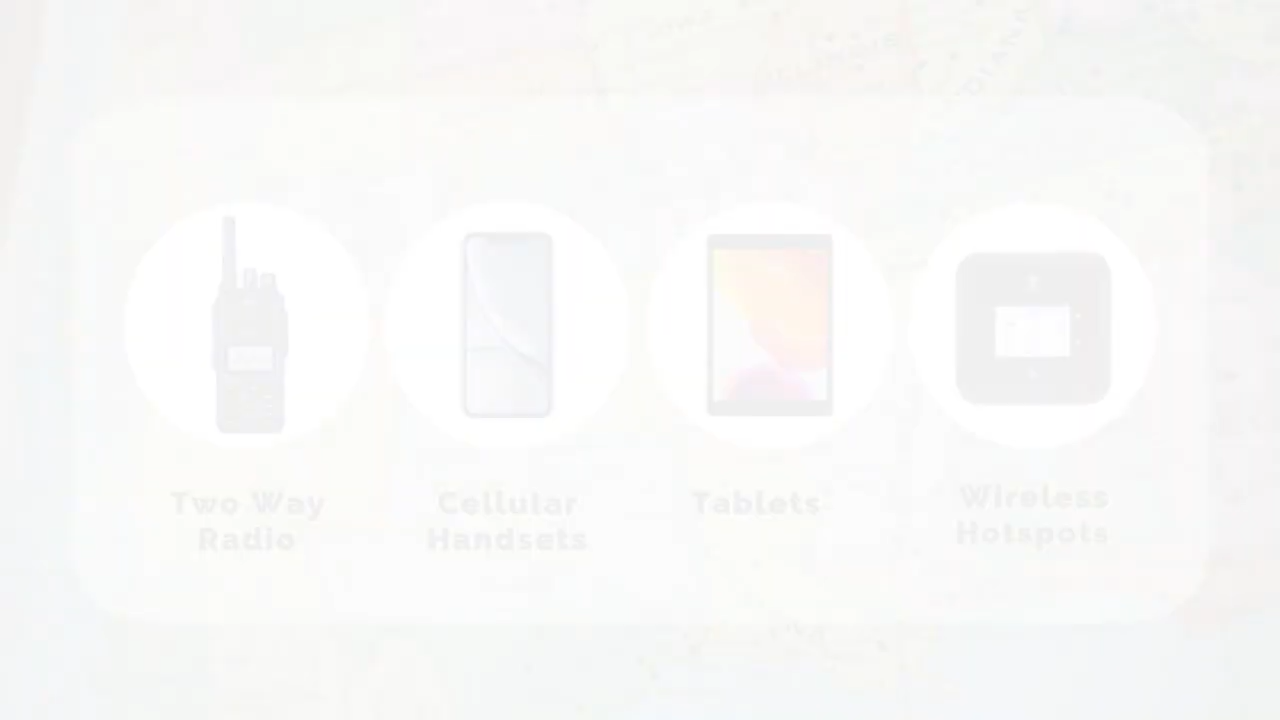 Two Way
Radio
Cellular
Handsets
Tablets
Wireless
Hotspots